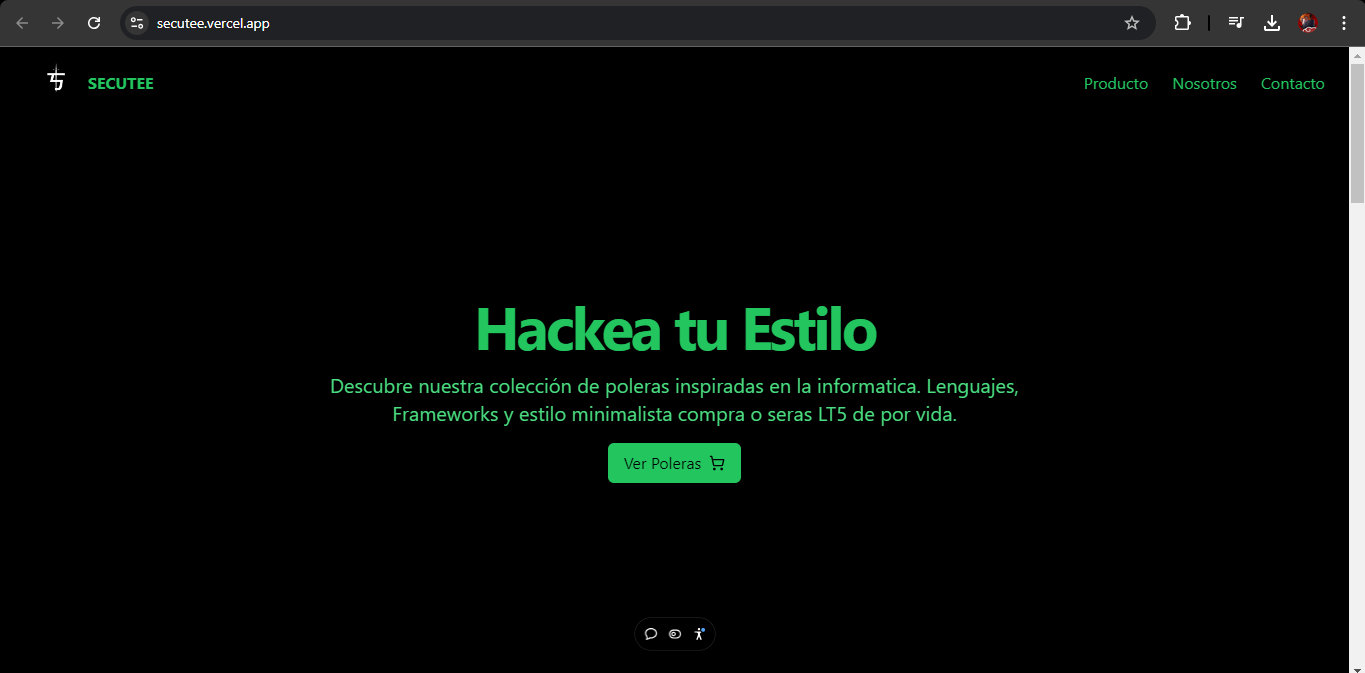 secutee.vercel.app
SECUTEE
Producto Nosotros Contacto
Hackea tu Estilo
Descubre nuestra colección de poleras inspiradas en la informatica. Lenguajes,
Frameworks y estilo minimalista compra o seras LT5 de por vida.
Ver Poleras